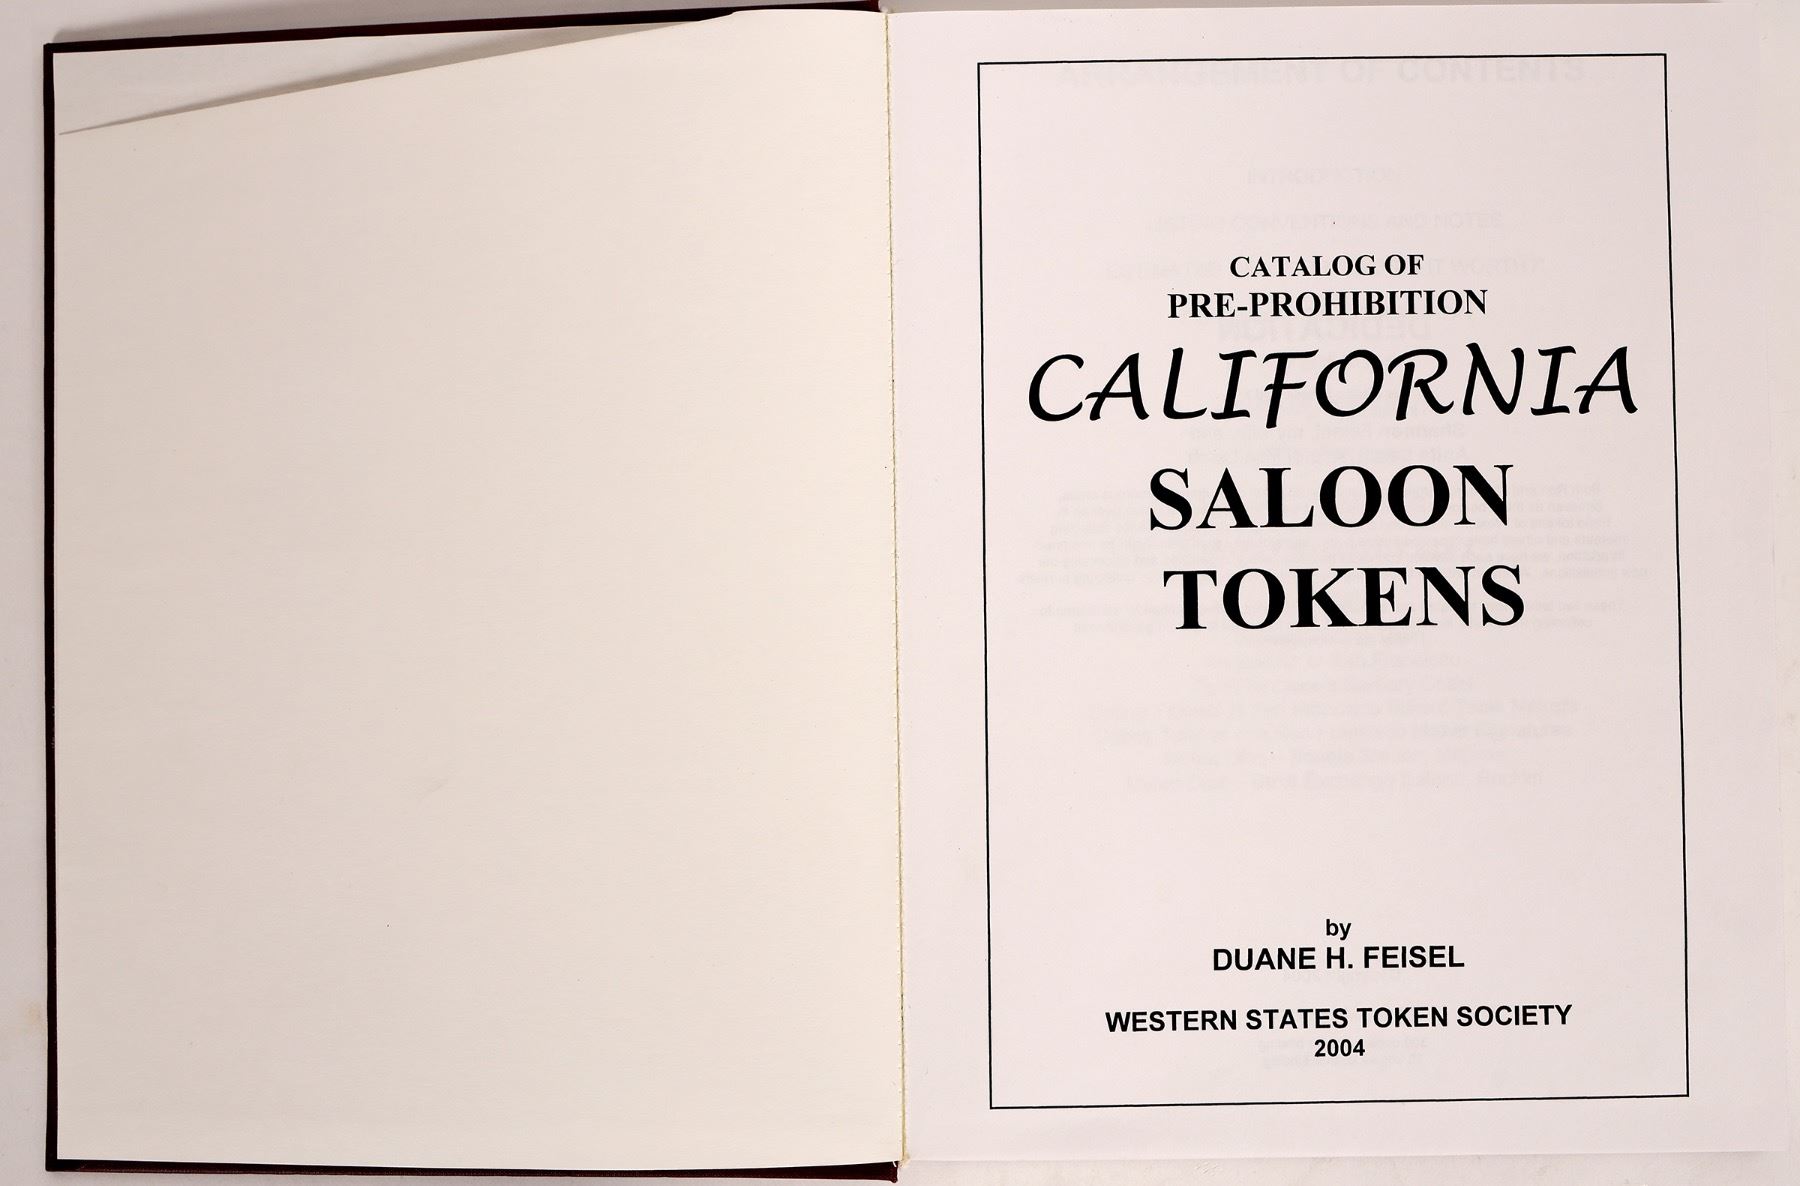 CATALOG OF
PRE-PROHIBITION
CALIFORNIA
SALOON
TOKENS
by
DUANE H. FEISEL
WESTERN STATES TOKEN SOCIETY
2004